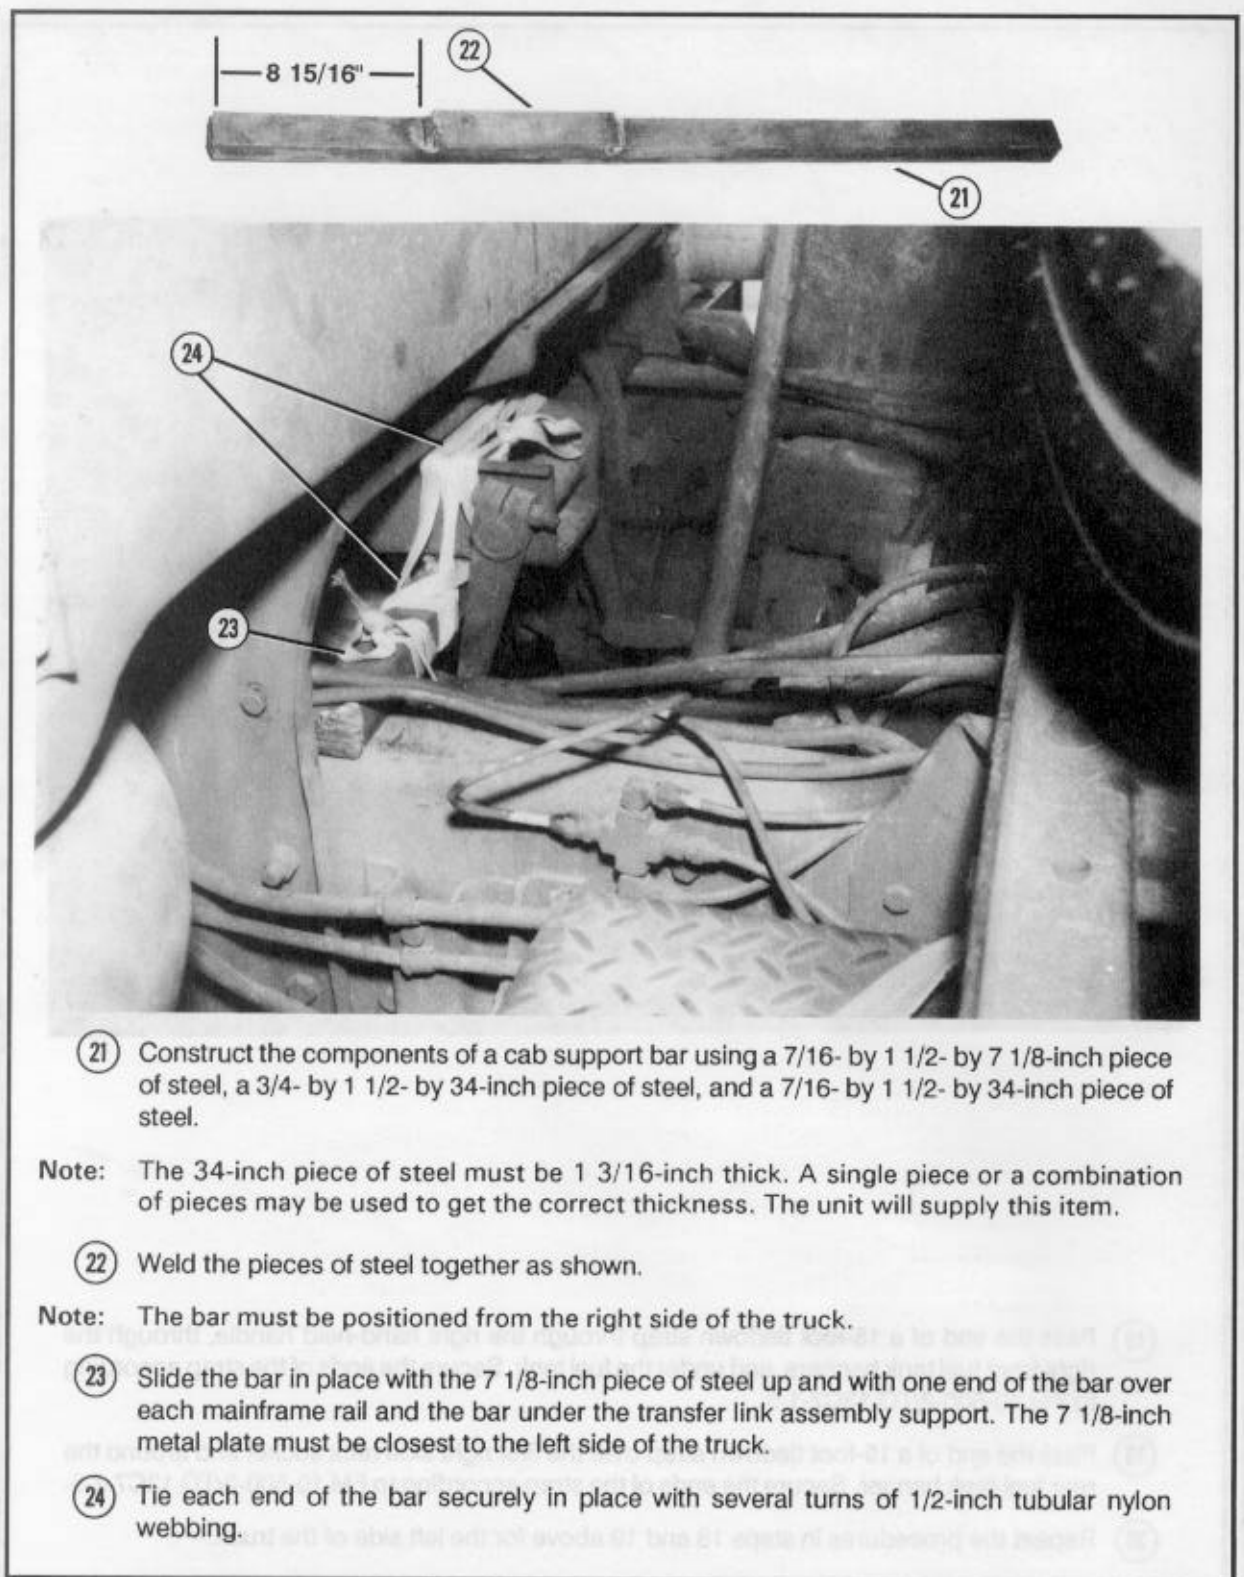 8 15/16"
22
21
24
23
21 Construct the components of a cab support bar using a 7/16- by 1 1/2- by 7 1/8-inch piece
of steel, a 3/4- by 1 1/2- by 34-inch piece of steel, and a 7/16- by 1 1/2- by 34-inch piece of
steel.
Note: The 34-inch piece of steel must be 1 3/16-inch thick. A single piece or a combination
of pieces may be used to get the correct thickness. The unit will supply this item.
22 Weld the pieces of steel together as shown.
Note: The bar must be positioned from the right side of the truck.
23 Slide the bar in place with the 7 1/8-inch piece of steel up and with one end of the bar over
each mainframe rail and the bar under the transfer link assembly support. The 7 1/8-inch
metal plate must be closest to the left side of the truck.
24 Tie each end of the bar securely in place with several turns of 1/2-inch tubular nylon
webbing.